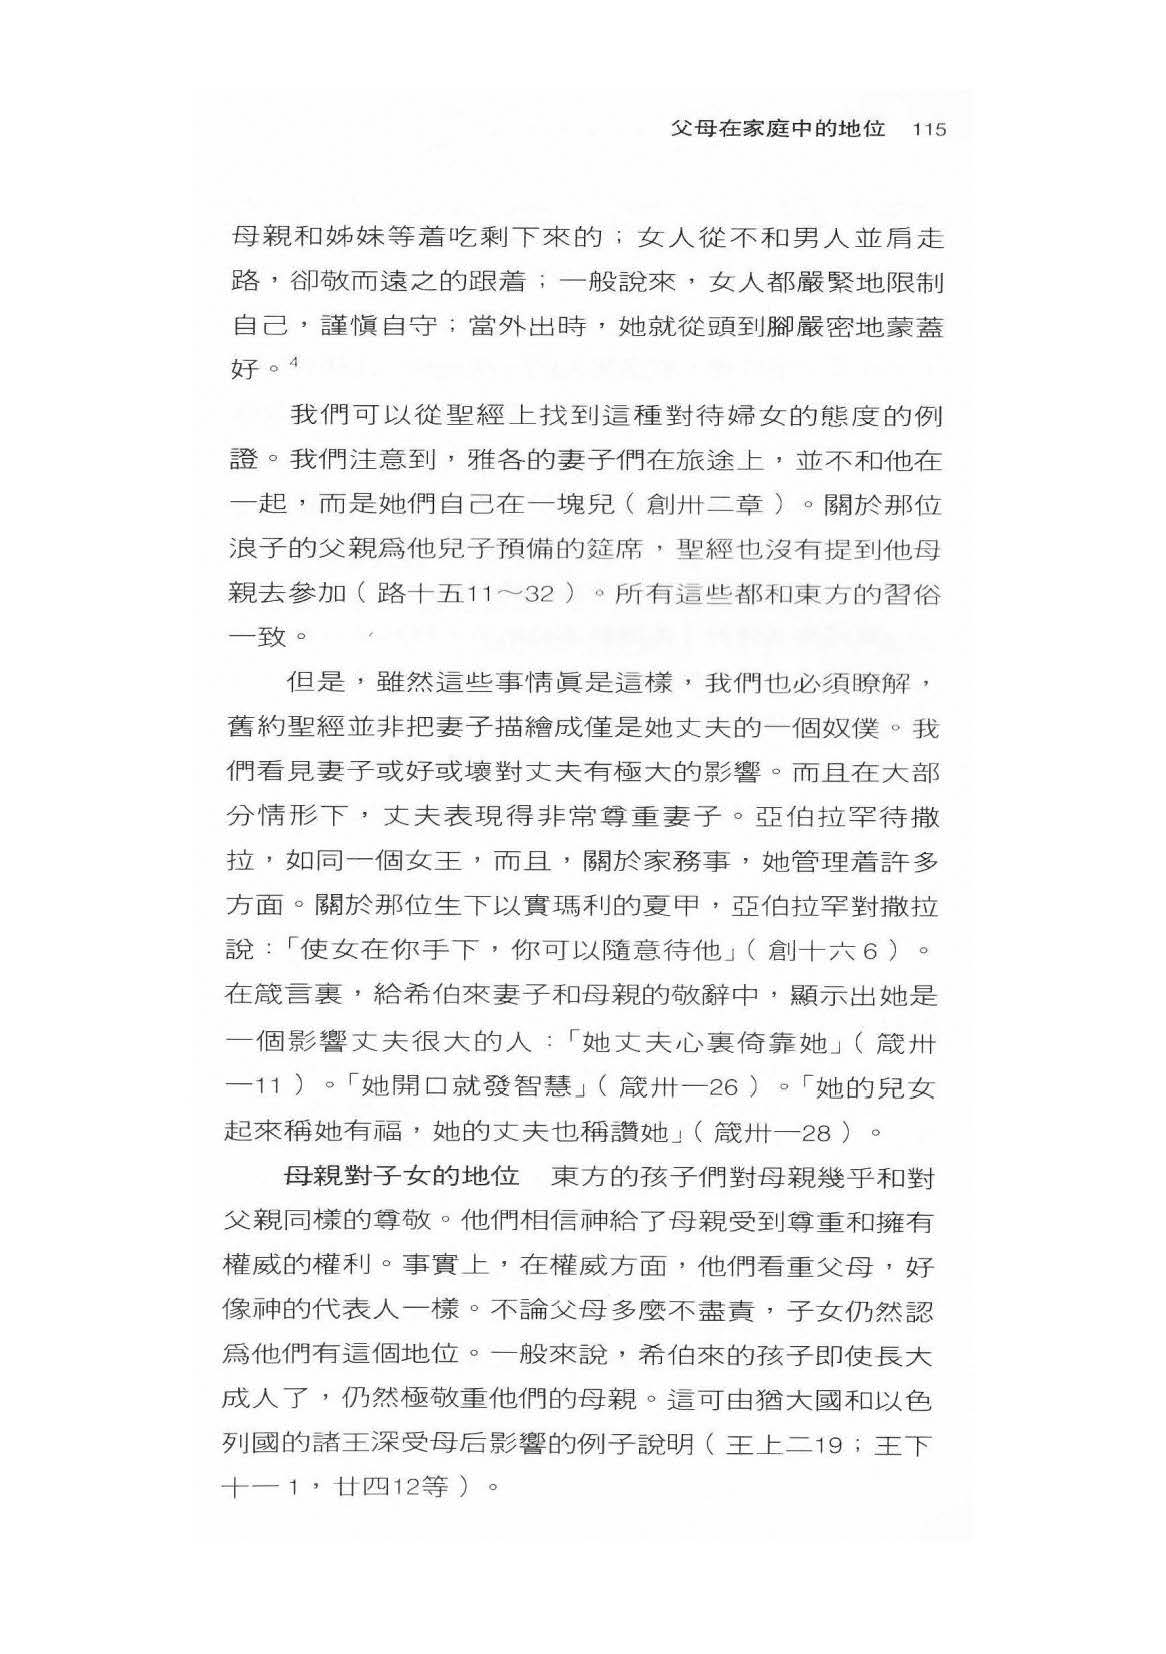 父母在家庭中的地位 115
母親和姊妹等着吃剩下來的；女人從不和男人並肩走
路，卻敬而遠之的跟着；一般說來，女人都嚴緊地限制
自己，謹愼自守；當外出時，她就從頭到腳嚴密地蒙蓋
好。4
我們可以從聖經上找到這種對待婦女的態度的例
證。我們注意到，雅各的妻子們在旅途上，並不和他在
一起，而是她們自己在一塊兒（創卅二章）。關於那位
浪子的父親爲他兒子預備的筵席，聖經也沒有提到他母
親去參加（路十五11～32）。所有這些都和東方的習俗
一致。
但是，雖然這些事情眞是這樣，我們也必須瞭解，
舊約聖經並非把妻子描繪成僅是她丈夫的一個奴僕。我
們看見妻子或好或壞對丈夫有極大的影響。而且在大部
分情形下，丈夫表現得非常尊重妻子。亞伯拉罕待撒
拉，如同一個女王，而且，關於家務事，她管理着許多
方面。關於那位生下以實瑪利的夏甲，亞伯拉罕對撒拉
說：「使女在你手下，你可以隨意待他」（創十六6）。
在箴言裏，給希伯來妻子和母親的敬辭中，顯示出她是
一個影響丈夫很大的人：「她丈夫心裏倚靠她」（箴卅
一11）。「她開口就發智慧」（箴卅一26）。「她的兒女
起來稱她有福，她的丈夫也稱讚她」（箴卅一28）。
母親對子女的地位　東方的孩子們對母親幾乎和對
父親同樣的尊敬。他們相信神給了母親受到尊重和擁有
權威的權利。事實上，在權威方面，他們看重父母，好
像神的代表人一樣。不論父母多麼不盡責，子女仍然認
爲他們有這個地位。一般來說，希伯來的孩子即使長大
成人了，仍然極敬重他們的母親。這可由猶大國和以色
列國的諸王深受母后影響的例子說明（王上二19；王下
十一1，廿四12等）。